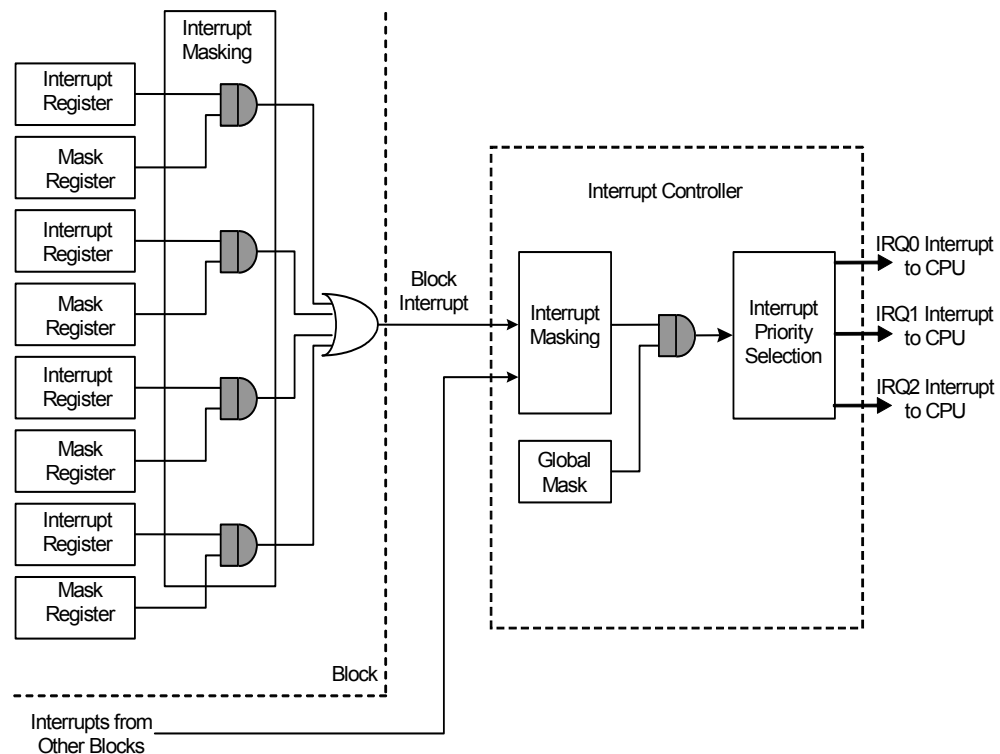 Interrupt
Masking
Interrupt
Register
Mask
Register
Interrupt
Register
Mask
Register
Interrupt
Register
Mask
Register
Interrupt
Register
Mask
Register
Block
Interrupts from
Other Blocks
Block
Interrupt
Interrupt Controller
Interrupt
Masking
Global
Mask
Interrupt
Priority
Selection
IRQ0 Interrupt
to CPU
IRQ1 Interrupt
to CPU
IRQ2 Interrupt
to CPU